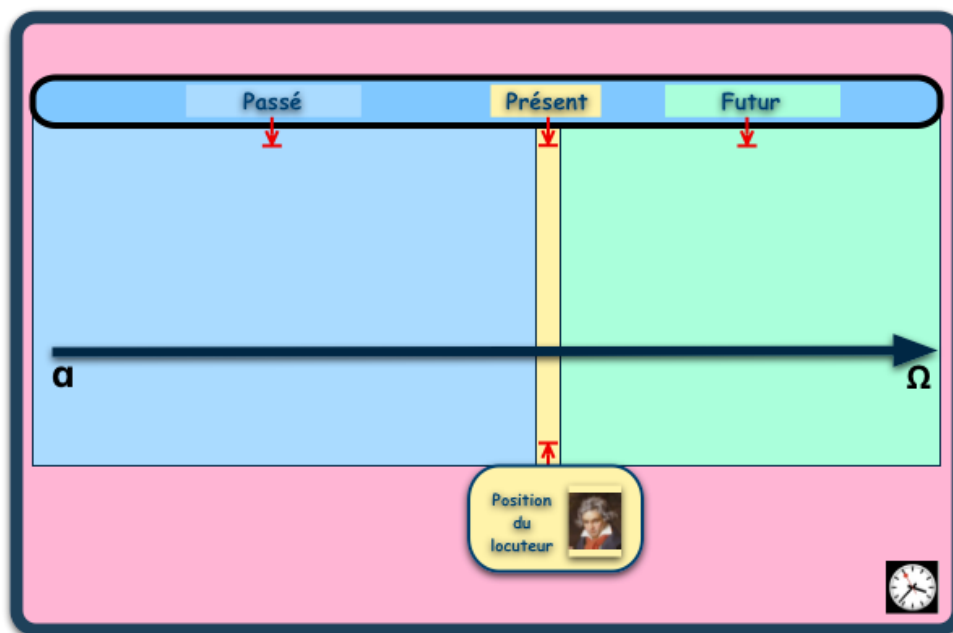 Passé
Présent
Futur
α
Ω
Position
du
locuteur